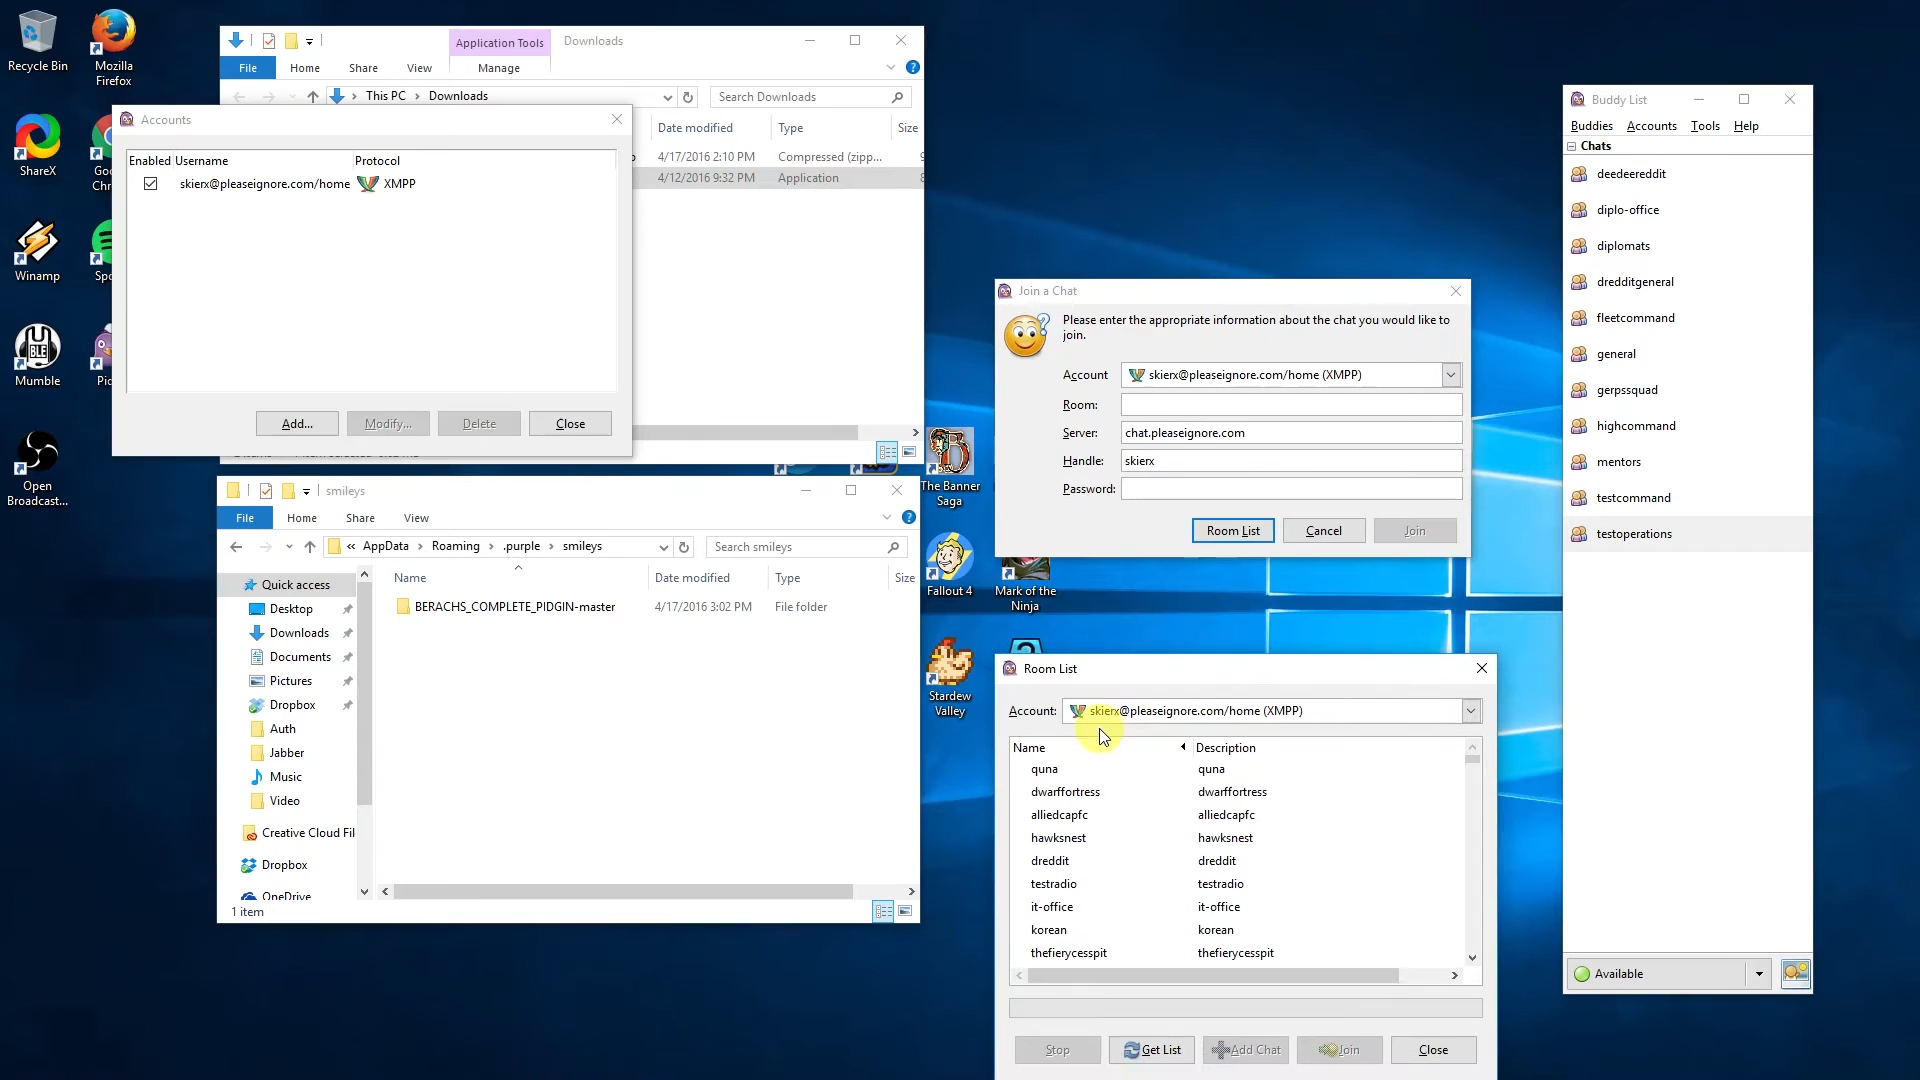 Recycle Bin
Mozilla
Firefox
ShareX
Winamp
Mumble
Open
Broadcast...
Application Tools
Downloads
File
Home
Share
View
Manage
This PC
Downloads
Search Downloads
Date modified
Type
Size
4/17/2016 2:10 PM
Compressed (zipp...
4/12/2016 9:32 PM
Application
Accounts
Enabled
Username
Protocol
skierx@pleaseignore.com/home
XMPP
Add...
Modify...
Delete
Close
smileys
File
Home
Share
View
« AppData
Roaming
.purple
smileys
Search smileys
Quick access
Desktop
Downloads
Documents
Pictures
Dropbox
Auth
Jabber
Music
Video
Creative Cloud Fil
Dropbox
OneDrive
Name
Date modified
Type
Size
BERACHS_COMPLETE_PIDGIN-master
4/17/2016 3:02 PM
File folder
1 item
The Banner
Saga
Fallout 4
Mark of the
Ninja
Stardew
Valley
Join a Chat
Please enter the appropriate information about the chat you would like to
join.
Account
skierx@pleaseignore.com/home (XMPP)
Room:
Server:
chat.pleaseignore.com
Handle:
skierx
Password:
Room List
Cancel
Join
Room List
Account:
skierx@pleaseignore.com/home (XMPP)
Name
Description
quna
quna
dwarffortress
dwarffortress
alliedcapfc
alliedcapfc
hawksnest
hawksnest
dreddit
dreddit
testradio
testradio
it-office
it-office
korean
korean
thefierycesspit
thefierycesspit
Stop
Get List
Add Chat
Join
Close
Buddy List
Buddies
Accounts
Tools
Help
Chats
deedeereddit
diplo-office
diplomats
dredditgeneral
fleetcommand
general
gerpssquad
highcommand
mentors
testcommand
testoperations
Available